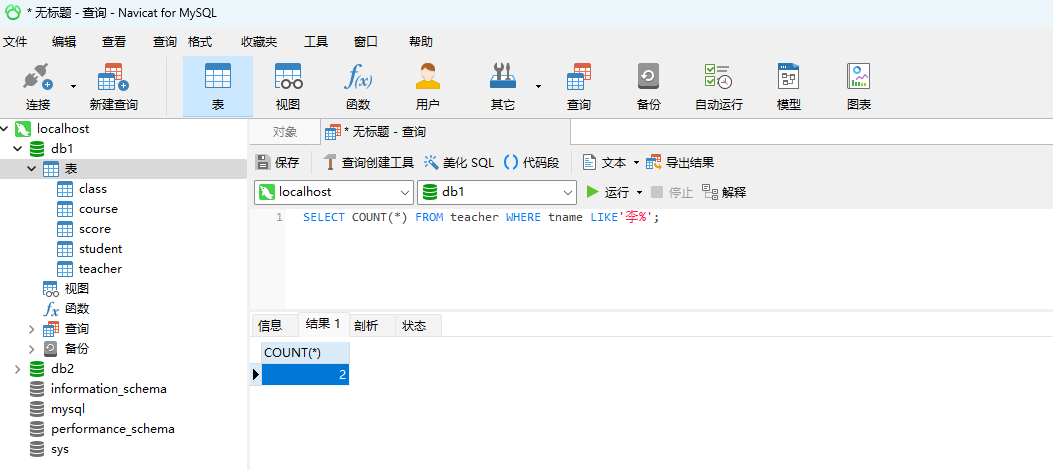 * 无标题 - 查询 - Navicat for MySQL
文件 编辑 查看 查询 格式 收藏夹 工具 窗口 帮助
连接 新建查询 表 视图 函数 用户 其它 查询 备份 自动运行 模型 图表
localhost
db1
表
class
course
score
student
teacher
视图
函数
查询
备份
db2
information_schema
mysql
performance_schema
sys
对象 * 无标题 - 查询
保存 查询创建工具 美化 SQL 代码段 文本 导出结果
localhost db1 运行 停止 解释
1 SELECT COUNT(*) FROM teacher WHERE tname LIKE'李%';
信息 结果 1 剖析 状态
COUNT(*)
2